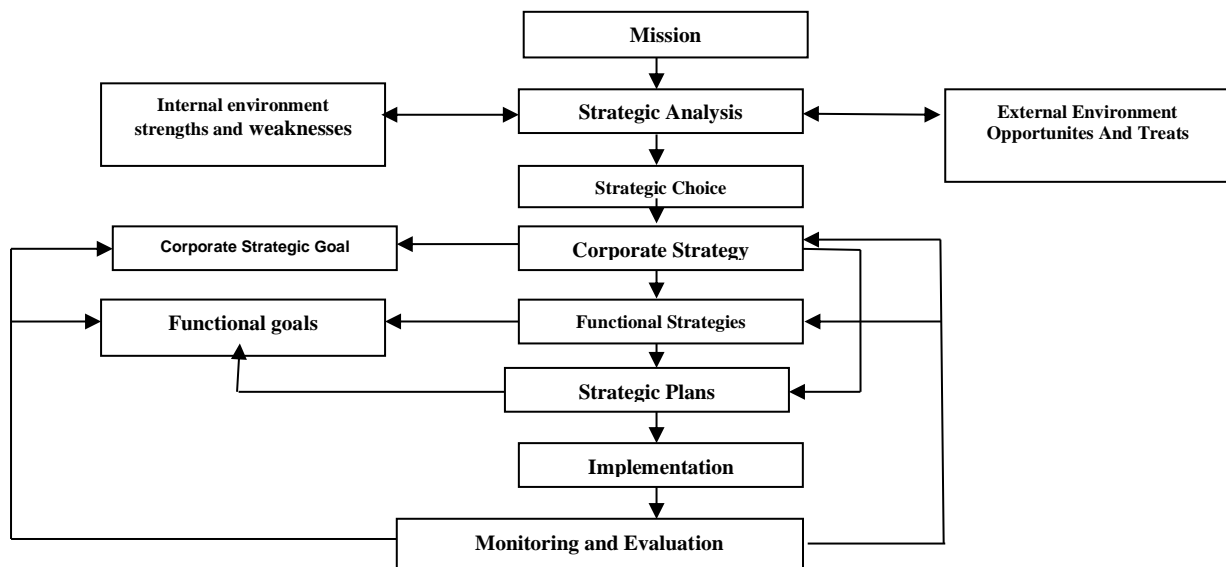 Mission
Internal environment
strengths and weaknesses
Strategic Analysis
External Environment
Opportunites And Treats
Strategic Choice
Corporate Strategic Goal
Corporate Strategy
Functional goals
Functional Strategies
Strategic Plans
Implementation
Monitoring and Evaluation